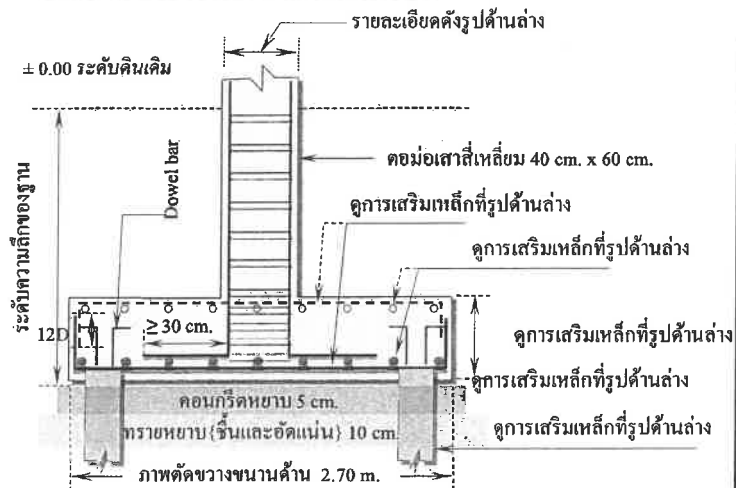 รายละเอียดดังรูปด้านล่าง
± 0.00 ระดับดินเดิม
ตอม่อเสาสี่เหลี่ยม 40 cm. x 60 cm.
Dowel bar
ดูการเสริมเหล็กที่รูปด้านล่าง
ดูการเสริมเหล็กที่รูปด้านล่าง
ระดับความลึกของฐาน
12D
≥ 30 cm.
ดูการเสริมเหล็กที่รูปด้านล่าง
ดูการเสริมเหล็กที่รูปด้านล่าง
คอนกรีตหยาบ 5 cm.
ทรายหยาบ{ชื้นและอัดแน่น} 10 cm.
ดูการเสริมเหล็กที่รูปด้านล่าง
ภาพตัดขวางขนานด้าน 2.70 m.